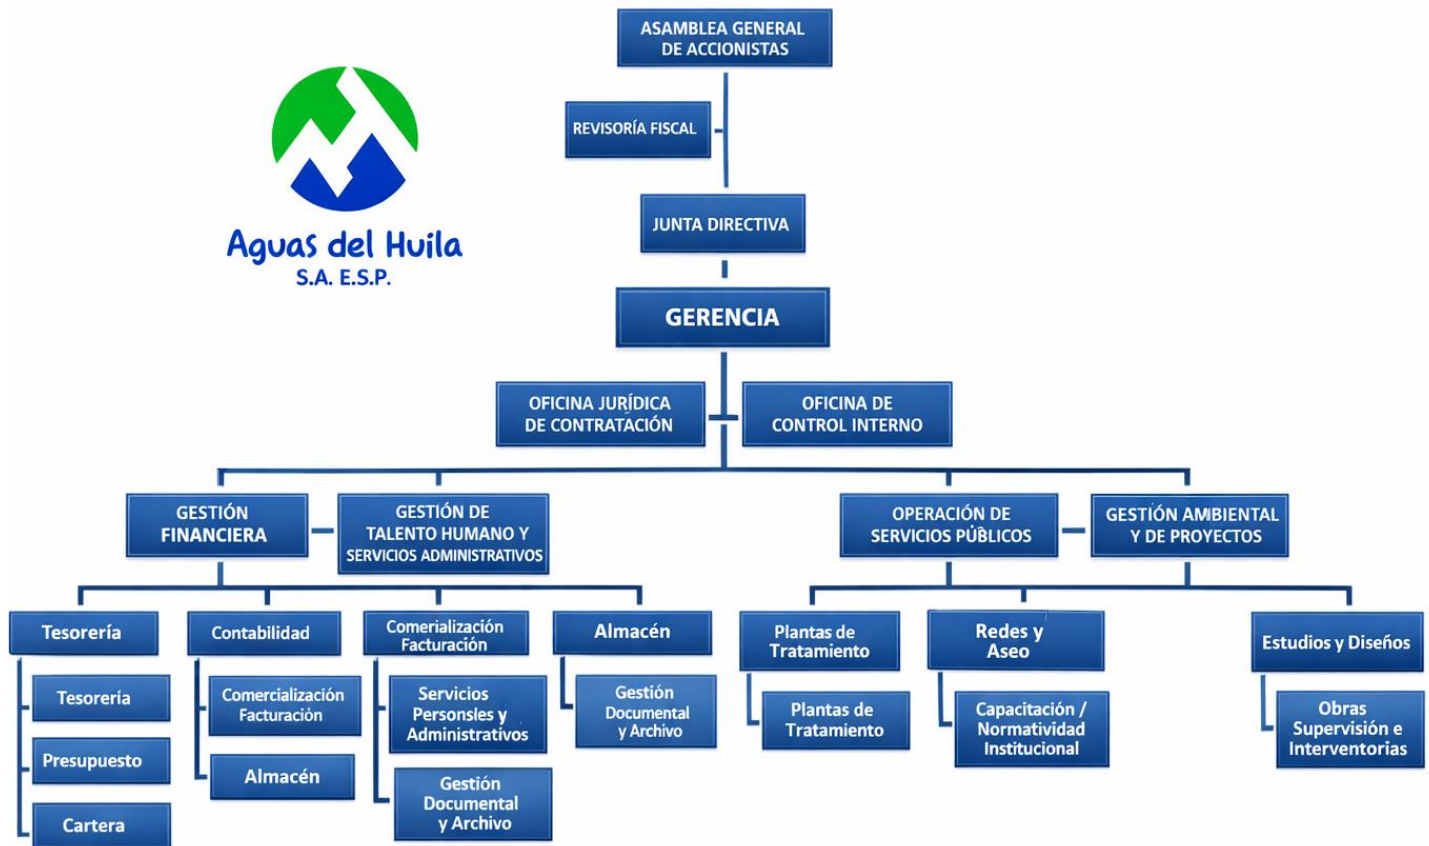 ASAMBLEA GENERAL
DE ACCIONISTAS
REVISORÍA FISCAL
Aguas del Huila
S.A. E.S.P.
JUNTA DIRECTIVA
GERENCIA
OFICINA JURÍDICA
DE CONTRATACIÓN
OFICINA DE
CONTROL INTERNO
GESTIÓN
FINANCIERA
GESTIÓN DE
TALENTO HUMANO Y
SERVICIOS ADMINISTRATIVOS
OPERACIÓN DE
SERVICIOS PÚBLICOS
GESTIÓN AMBIENTAL
Y DE PROYECTOS
Tesorería
Contabilidad
Comerialización
Facturación
Almacén
Plantas de
Tratamiento
Redes y
Aseo
Estudios y Diseños
Tesorería
Comercialización
Facturación
Servicios
Personsles y
Administrativos
Gestión
Documental
y Archivo
Plantas de
Tratamiento
Capacitación /
Normatividad
Institucional
Obras
Supervisión e
Interventorias
Presupuesto
Almacén
Gestión
Documental
y Archivo
Cartera